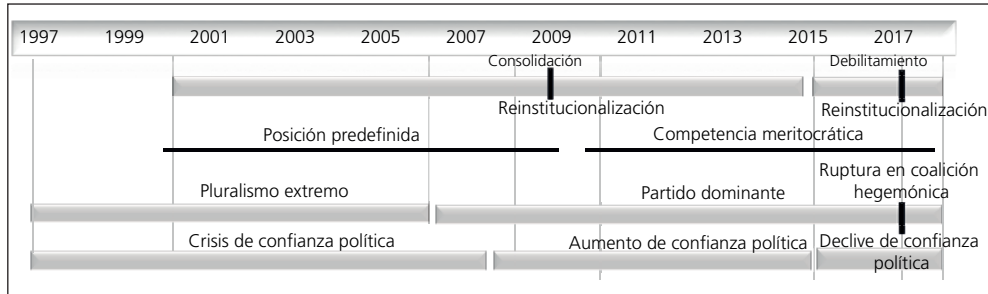 1997 1999 2001 2003 2005 2007 2009 2011 2013 2015 2017
Consolidación Debilitamiento
Reinstitucionalización Reinstitucionalización
Posición predefinida Competencia meritocrática
Pluralismo extremo Partido dominante Ruptura en coalición
hegemónica
Crisis de confianza política Aumento de confianza política Declive de confianza
política